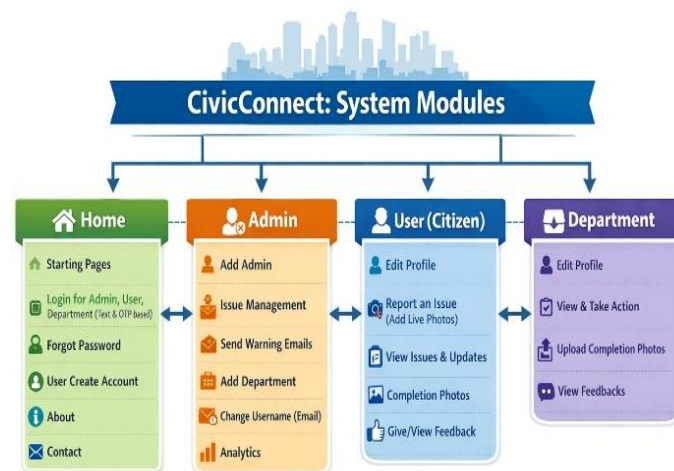 CivicConnect: System Modules
Home
Starting Pages
Login for Admin, User,
Department (Text & OTP based)
Forgot Password
User Create Account
About
Contact
Admin
Add Admin
Issue Management
Send Warning Emails
Add Department
Change Username (Email)
Analytics
User (Citizen)
Edit Profile
Report an Issue
(Add Live Photos)
View Issues & Updates
Completion Photos
Give/View Feedback
Department
Edit Profile
View & Take Action
Upload Completion Photos
View Feedbacks